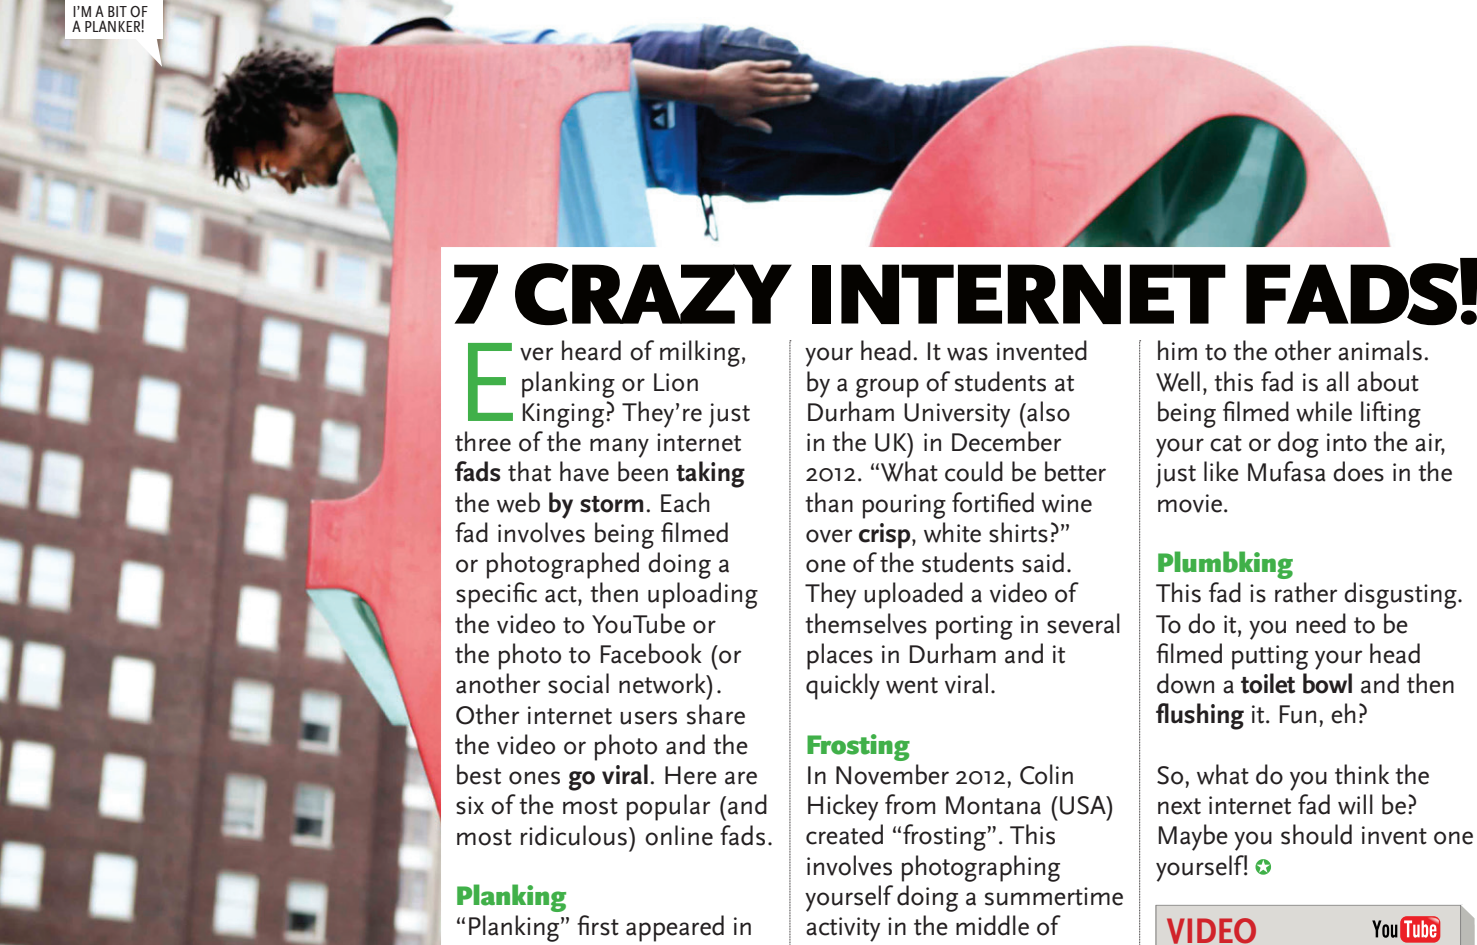 I'M A BIT OF
A PLANKER!
7 CRAZY INTERNET FADS!
Ever heard of milking,
planking or Lion
Kinging? They’re just
three of the many internet
fads that have been taking
the web by storm. Each
fad involves being filmed
or photographed doing a
specific act, then uploading
the video to YouTube or
the photo to Facebook (or
another social network).
Other internet users share
the video or photo and the
best ones go viral. Here are
six of the most popular (and
most ridiculous) online fads.
Planking
“Planking” first appeared in
your head. It was invented
by a group of students at
Durham University (also
in the UK) in December
2012. “What could be better
than pouring fortified wine
over crisp, white shirts?”
one of the students said.
They uploaded a video of
themselves porting in several
places in Durham and it
quickly went viral.
Frosting
In November 2012, Colin
Hickey from Montana (USA)
created “frosting”. This
involves photographing
yourself doing a summertime
activity in the middle of
him to the other animals.
Well, this fad is all about
being filmed while lifting
your cat or dog into the air,
just like Mufasa does in the
movie.
Plumbking
This fad is rather disgusting.
To do it, you need to be
filmed putting your head
down a toilet bowl and then
flushing it. Fun, eh?
So, what do you think the
next internet fad will be?
Maybe you should invent one
yourself!
VIDEO
YouTube